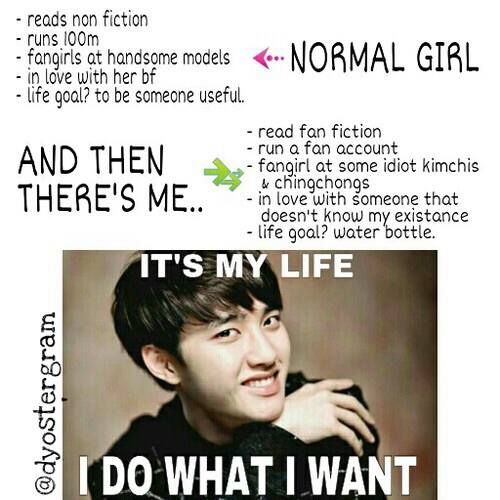 - reads non fiction
- runs 100m
- fangirls at handsome models
- in love with her bf
- life goal? to be someone useful.
NORMAL GIRL
AND THEN
THERE'S ME..
- read fan fiction
- run a fan account
- fangirl at some idiot kimchis
& chingchongs
- in love with someone that
doesn't know my existance
- life goal? water bottle.
IT'S MY LIFE
I DO WHAT I WANT
@dyostergram